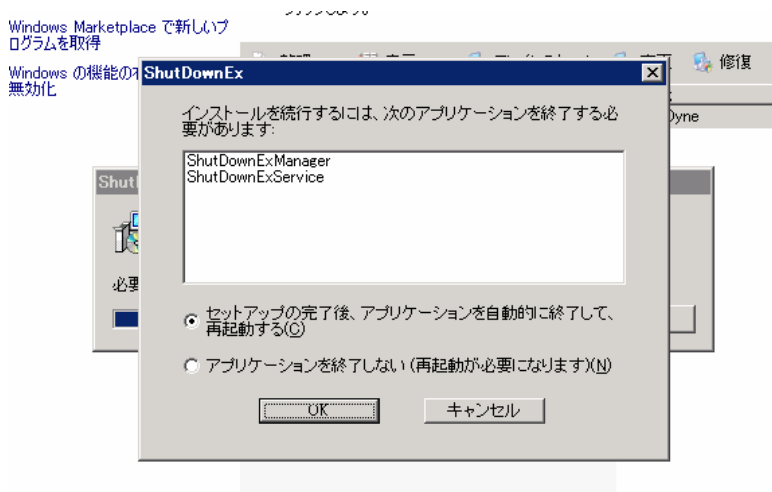 Windows Marketplace で新しいプ
ログラムを取得
Windows の機能の
無効化
修復
Dyne
ShutDownEx
インストールを続行するには、次のアプリケーションを終了する必
要があります:
ShutDownExManager
ShutDownExService
セットアップの完了後、アプリケーションを自動的に終了して、
再起動する(C)
アプリケーションを終了しない (再起動が必要になります)(N)
OK
キャンセル
Shut
必要